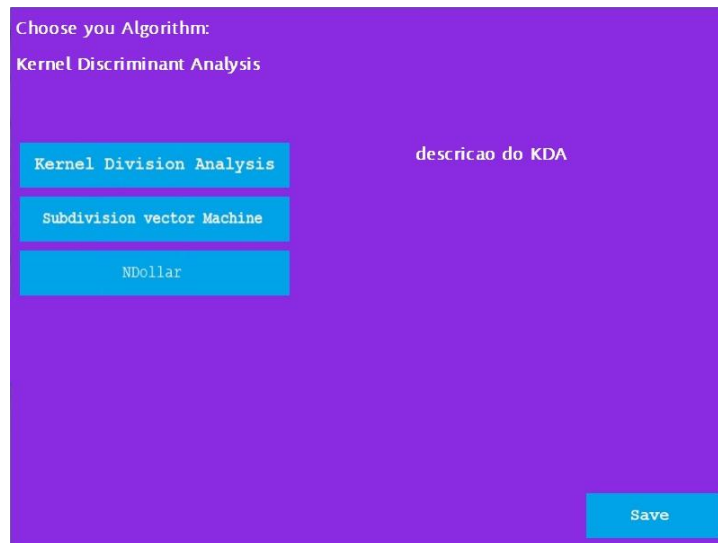 Choose you Algorithm:
Kernel Discriminant Analysis
Kernel Division Analysis
descricao do KDA
Subdivision vector Machine
NDollar
Save